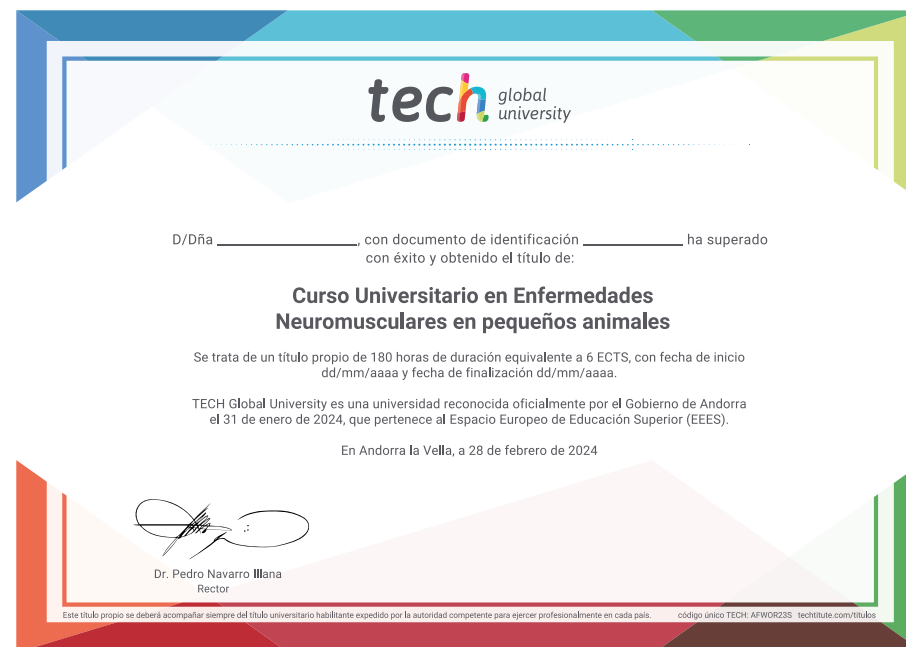 tech global
university
D/Dña ________________, con documento de identificación ____________ ha superado
con éxito y obtenido el título de:
Curso Universitario en Enfermedades
Neuromusculares en pequeños animales
Se trata de un título propio de 180 horas de duración equivalente a 6 ECTS, con fecha de inicio
dd/mm/aaaa y fecha de finalización dd/mm/aaaa.
TECH Global University es una universidad reconocida oficialmente por el Gobierno de Andorra
el 31 de enero de 2024, que pertenece al Espacio Europeo de Educación Superior (EEES).
En Andorra la Vella, a 28 de febrero de 2024
Dr. Pedro Navarro Illana
Rector
Este título propio se deberá acompañar siempre del título universitario habilitante expedido por la autoridad competente para ejercer profesionalmente en cada país. código único TECH: AFWOR23S techtitute.com/titulos